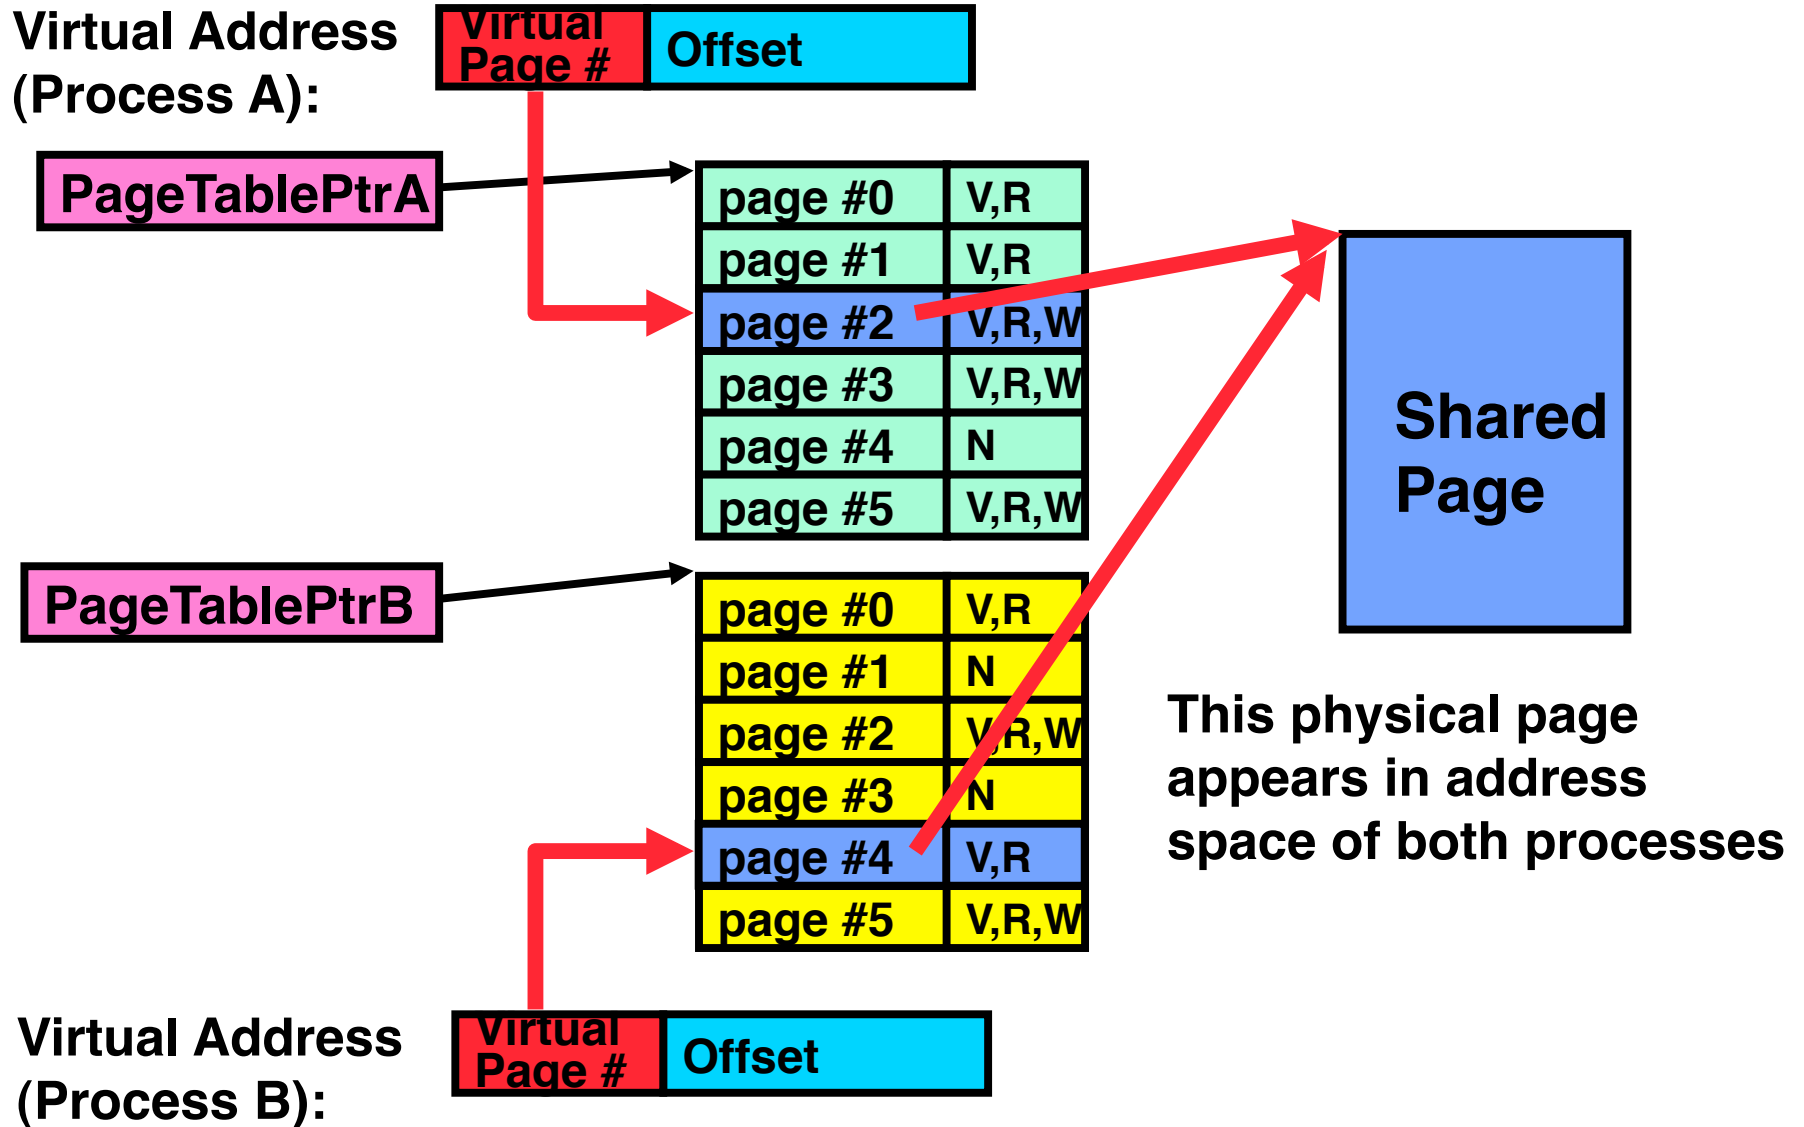 Virtual Address
(Process A):
Virtual
Page #
Offset
PageTablePtrA
page #0 V,R
page #1 V,R
page #2 V,R,W
page #3 V,R,W
page #4 N
page #5 V,R,W
Shared
Page
PageTablePtrB
page #0 V,R
page #1 N
page #2 V,R,W
page #3 N
page #4 V,R
page #5 V,R,W
This physical page
appears in address
space of both processes
Virtual Address
(Process B):
Virtual
Page #
Offset